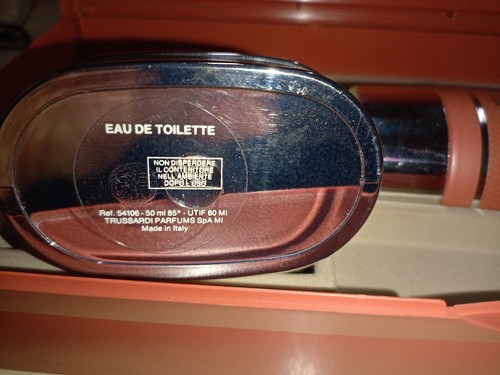 EAU DE TOILETTE
NON DISPERDERE
IL CONTENITORE
NELL'AMBIENTE
DOPO L'USO
Ref. 54106 - 50 ml 85° - UTIF 60 MI
TRUSSARDI PARFUMS SpA MI
Made in Italy